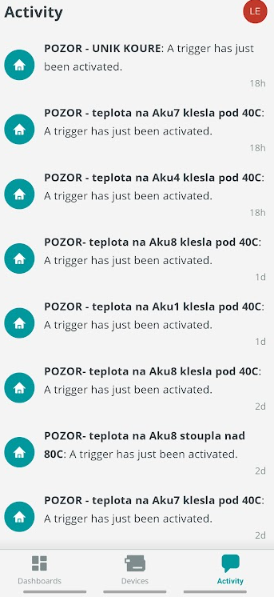 Activity
LE
POZOR - UNIK KOURE: A trigger has just
been activated.
18h
POZOR - teplota na Aku7 klesla pod 40C:
A trigger has just been activated.
18h
POZOR - teplota na Aku4 klesla pod 40C:
A trigger has just been activated.
18h
POZOR- teplota na Aku8 klesla pod 40C:
A trigger has just been activated.
1d
POZOR - teplota na Aku1 klesla pod 40C:
A trigger has just been activated.
1d
POZOR- teplota na Aku8 klesla pod 40C:
A trigger has just been activated.
2d
POZOR- teplota na Aku8 stoupla nad
80C: A trigger has just been activated.
2d
POZOR - teplota na Aku7 klesla pod 40C:
A trigger has just been activated.
2d
Dashboards
Devices
Activity